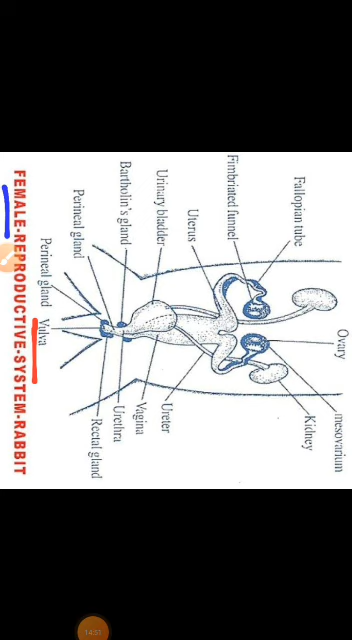 Ovary
mesovarium
Fallopian tube
Kidney
Fimbriated funnel
Uterus
Ureter
Urinary bladder
Vagina
Bartholin's gland
Urethra
Perineal gland
Rectal gland
Perineal gland
Vulva
FEMALE-REPRODUCTIVE-SYSTEM-RABBIT
14:51